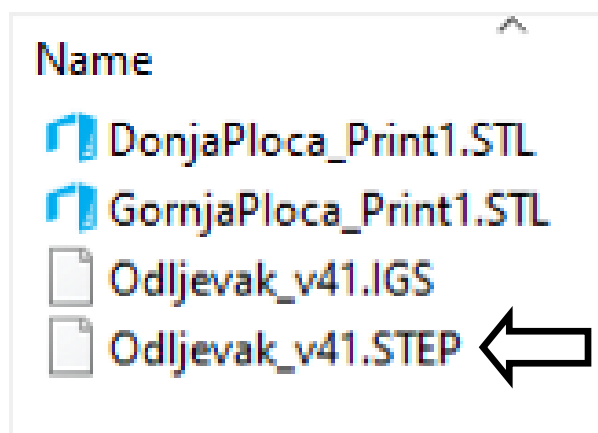 Name
DonjaPloca_Print1.STL
GornjaPloca_Print1.STL
Odljevak_v41.IGS
Odljevak_v41.STEP